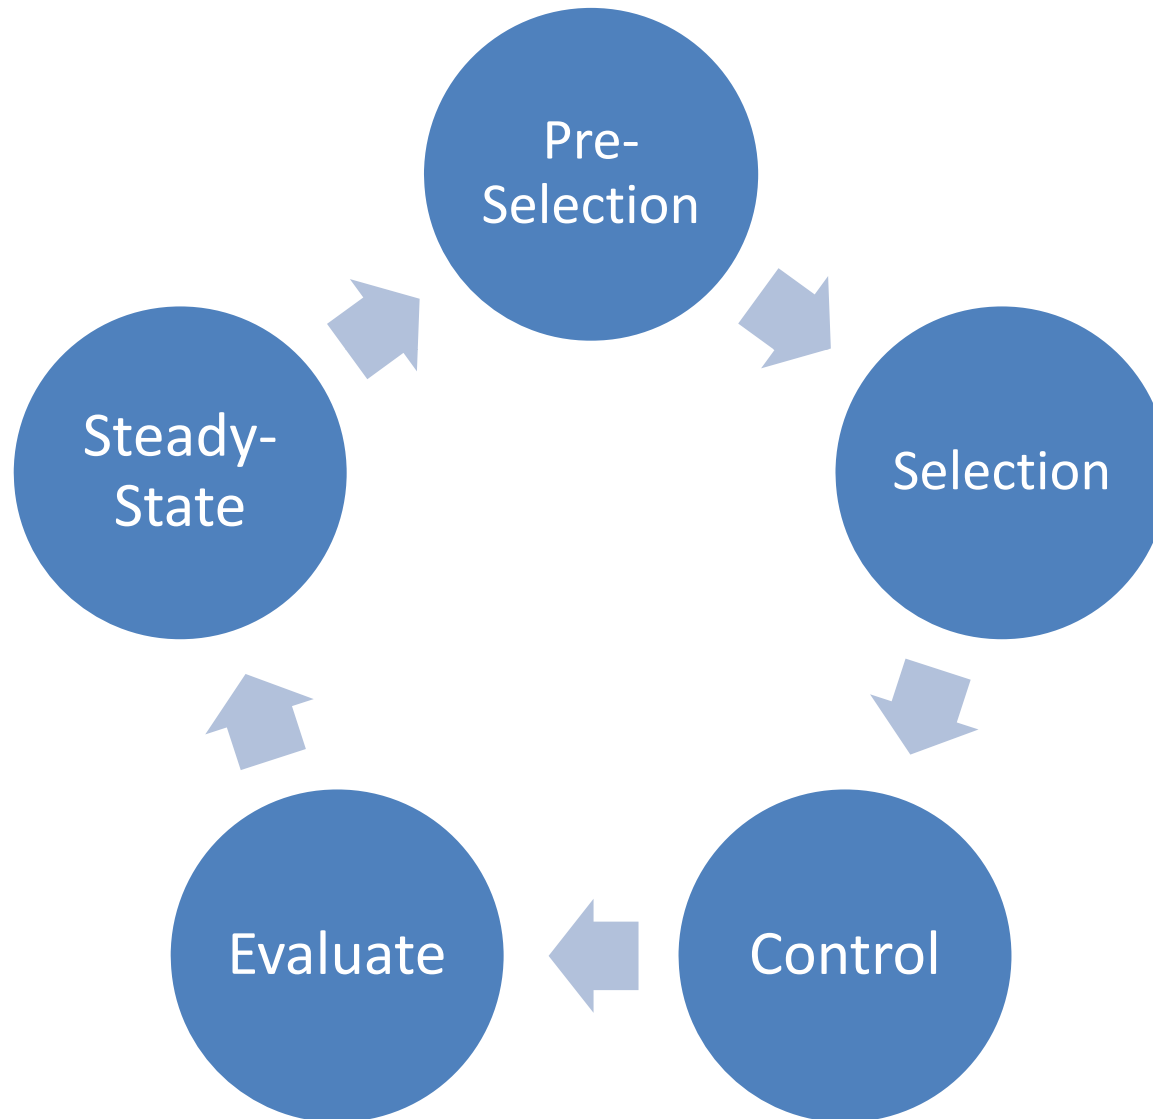 Pre-
Selection
Selection
Control
Evaluate
Steady-
State